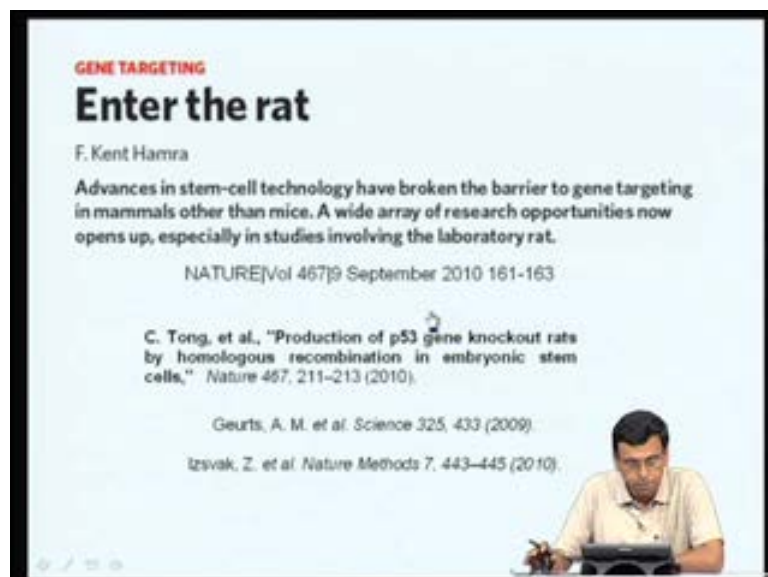 GENE TARGETING
Enter the rat
F. Kent Hamra
Advances in stem-cell technology have broken the barrier to gene targeting
in mammals other than mice. A wide array of research opportunities now
opens up, especially in studies involving the laboratory rat.
NATURE|Vol 467|9 September 2010 161-163
C. Tong, et al., "Production of p53 gene knockout rats
by homologous recombination in embryonic stem
cells," Nature 467, 211–213 (2010).
Geurts, A. M. et al. Science 325, 433 (2009).
Izsvak, Z. et al. Nature Methods 7, 443–445 (2010).